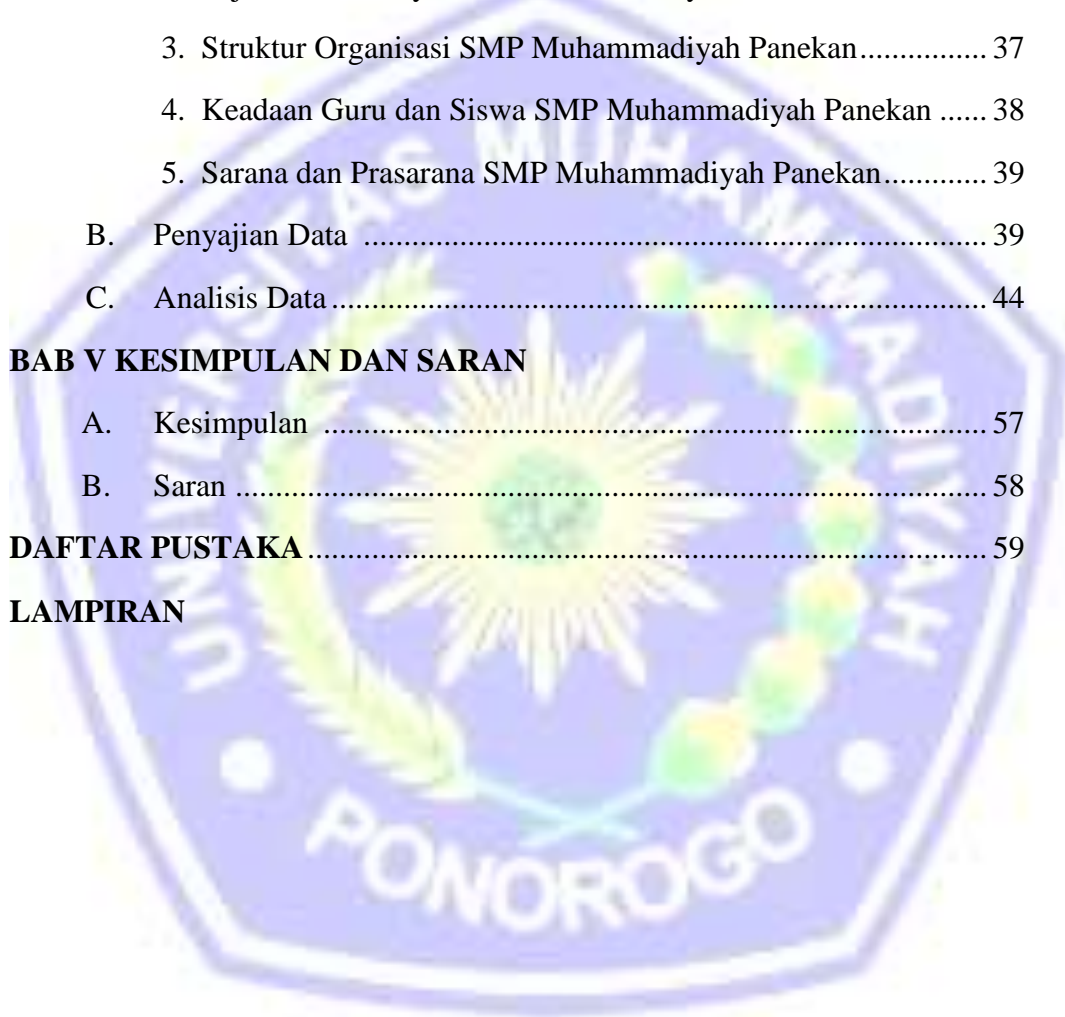 3. Struktur Organisasi SMP Muhammadiyah Panekan............... 37
4. Keadaan Guru dan Siswa SMP Muhammadiyah Panekan ...... 38
5. Sarana dan Prasarana SMP Muhammadiyah Panekan............. 39
B. Penyajian Data ........................................................................... 39
C. Analisis Data............................................................................... 44
BAB V KESIMPULAN DAN SARAN
A. Kesimpulan ................................................................................ 57
B. Saran .......................................................................................... 58
DAFTAR PUSTAKA.................................................................................. 59
LAMPIRAN
UNIVERSITAS MUHAMMADIYAH
PONOROGO